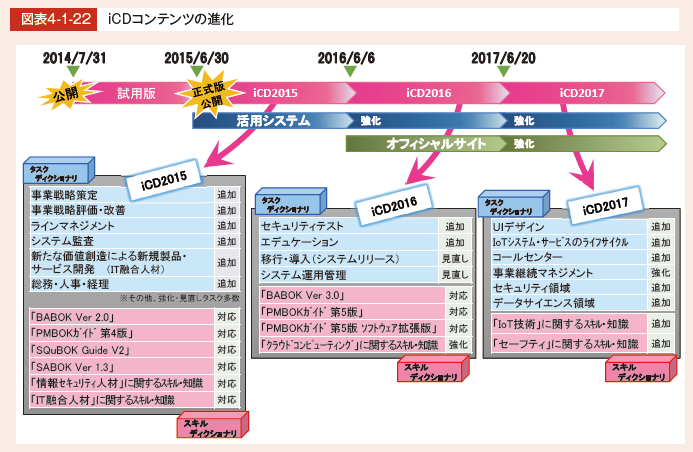 図表4-1-22 iCDコンテンツの進化
2014/7/31 2015/6/30 2016/6/6 2017/6/20
公開 試用版 正式版 iCD2015 iCD2016 iCD2017
公開
活用システム 強化 強化
オフィシャルサイト 強化
タスク
ディクショナリ
iCD2015
事業戦略策定 追加
事業戦略評価・改善 追加
ラインマネジメント 追加
システム監査 追加
新たな価値創造による新規製品・
サービス開発 (IT融合人材) 追加
総務・人事・経理 追加
※その他、強化・見直しタスク多数
「BABOK Ver 2.0」 対応
「PMBOKガイド 第4版」 対応
「SQuBOK Guide V2」 対応
「SABOK Ver 1.3」 対応
「情報セキュリティ人材」に関するスキル・知識 対応
「IT融合人材」に関するスキル・知識 対応
スキル
ディクショナリ
タスク
ディクショナリ
iCD2016
セキュリティテスト 追加
エデュケーション 追加
移行・導入(システムリリース) 見直し
システム運用管理 見直し
「BABOK Ver 3.0」 対応
「PMBOKガイド 第5版」 対応
「PMBOKガイド 第5版 ソフトウェア拡張版」 対応
「クラウドコンピューティング」に関するスキル・知識 強化
スキル
ディクショナリ
タスク
ディクショナリ
iCD2017
UIデザイン 追加
IoTシステム・サービスのライフサイクル 追加
コールセンター 追加
事業継続マネジメント 強化
セキュリティ領域 追加
データサイエンス領域 追加
「IoT技術」に関するスキル・知識 追加
「セーフティ」に関するスキル・知識 追加
スキル
ディクショナリ